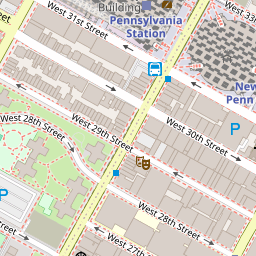 Building
Pennsylvania
Station
West 31st Street
West 33
New
Penn
P
West 30th Street
West 28th Street
West 29th Street
P
West 28th Street
West 27th